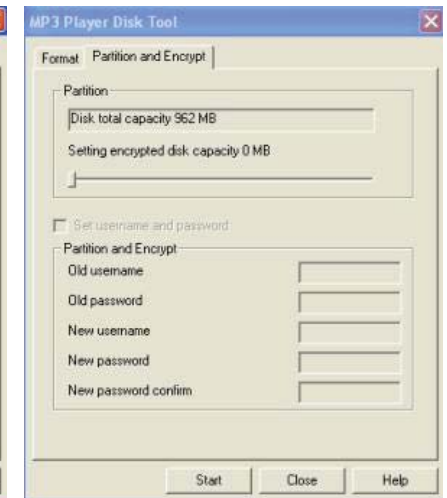 MP3 Player Disk Tool
Format Partition and Encrypt
Partition
Disk total capacity 962 MB
Setting encrypted disk capacity 0 MB
Set username and password
Partition and Encrypt
Old username
Old password
New username
New password
New password confirm
Start Close Help